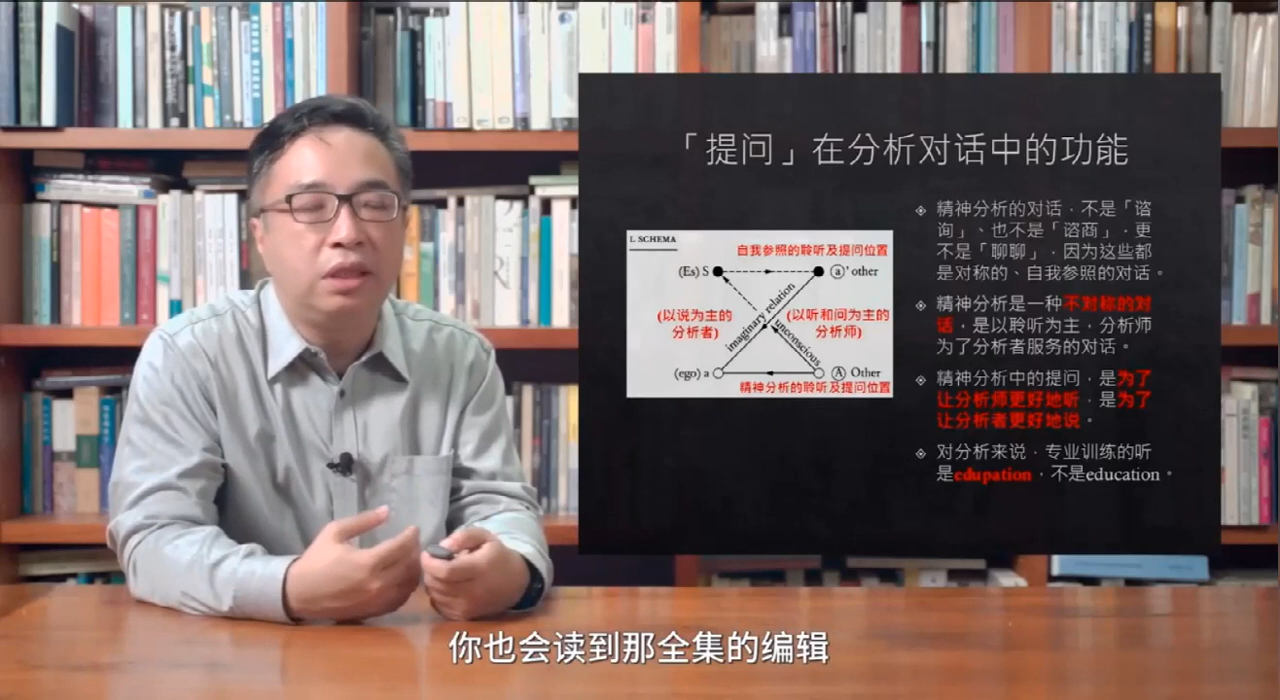 「提问」在分析对话中的功能
L SCHEMA
自我参照的聆听及提问位置
(Es) S
ⓐ' other
(以说为主的
分析者)
imaginary relation
unconscious
(以听和问为主的
分析师)
(ego) a
Ⓐ Other
精神分析的聆听及提问位置
精神分析的对话，不是「谘
询」、也不是「谘商」，更
不是「聊聊」，因为这些都
是对称的、自我参照的对话。
精神分析是一种不对称的对
话，是以聆听为主，分析师
为了分析者服务的对话。
精神分析中的提问，是为了
让分析师更好地听，是为了
让分析者更好地说。
对分析来说，专业训练的听
是edupation，不是education。
你也会读到那全集的编辑